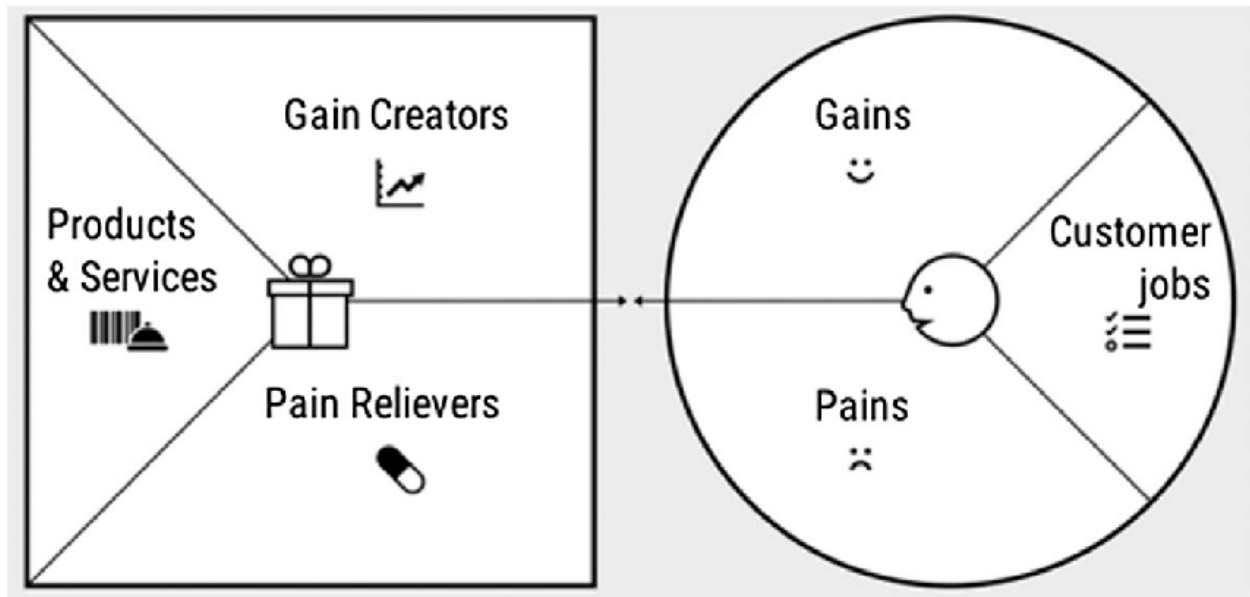 Gain Creators
Products
& Services
Pain Relievers
Gains
Customer
jobs
Pains